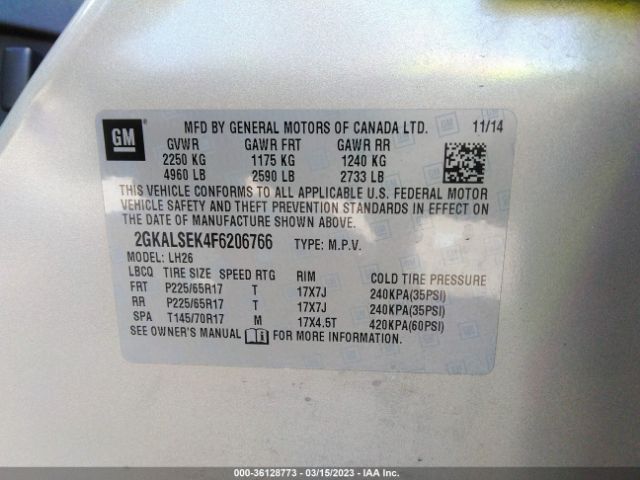 GM
MFD BY GENERAL MOTORS OF CANADA LTD. 11/14
GVWR GAWR FRT GAWR RR
2250 KG 1175 KG 1240 KG
4960 LB 2590 LB 2733 LB
THIS VEHICLE CONFORMS TO ALL APPLICABLE U.S. FEDERAL MOTOR
VEHICLE SAFETY AND THEFT PREVENTION STANDARDS IN EFFECT ON
THE DATE OF MANUFACTURE SHOWN ABOVE.
2GKALSEK4F6206766 TYPE: M.P.V.
MODEL: LH26
LBCQ TIRE SIZE SPEED RTG RIM COLD TIRE PRESSURE
FRT P225/65R17 T 17X7J 240KPA(35PSI)
RR P225/65R17 T 17X7J 240KPA(35PSI)
SPA T145/70R17 M 17X4.5T 420KPA(60PSI)
SEE OWNER'S MANUAL FOR MORE INFORMATION.
000-36128773 - 03/15/2023 - IAA Inc.